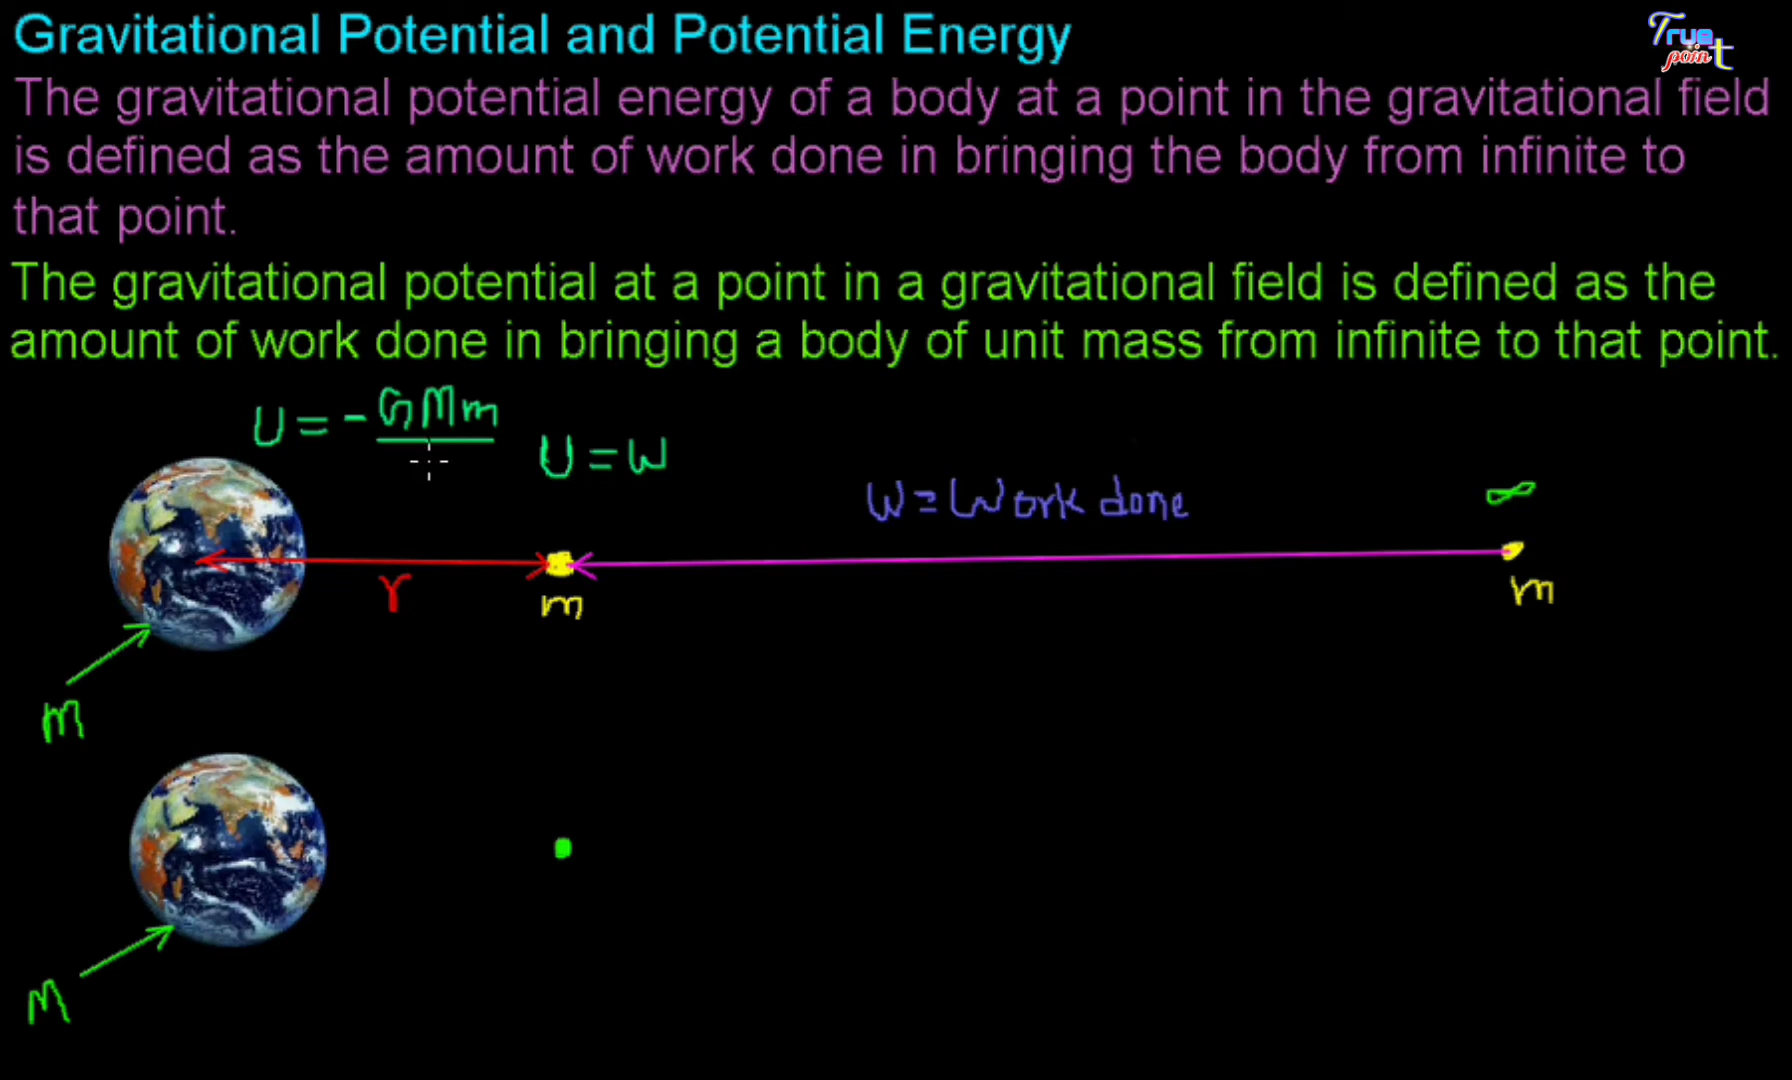 Gravitational Potential and Potential Energy
True point
The gravitational potential energy of a body at a point in the gravitational field
is defined as the amount of work done in bringing the body from infinite to
that point.
The gravitational potential at a point in a gravitational field is defined as the
amount of work done in bringing a body of unit mass from infinite to that point.
U = - GMm
U = W
W = Work done
∞
r
m
m
M
M